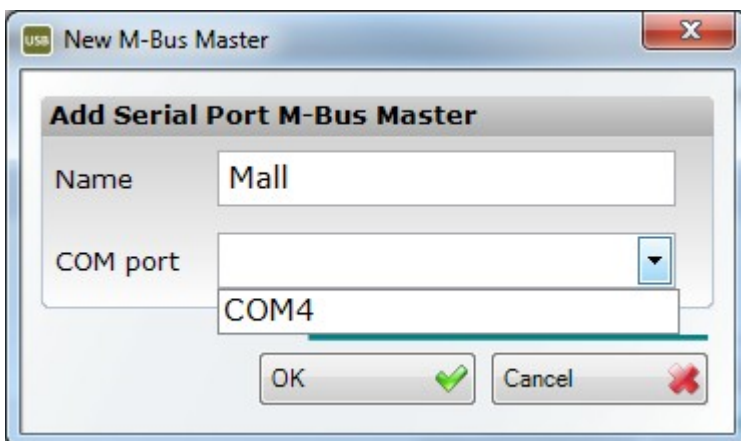 USB New M-Bus Master
Add Serial Port M-Bus Master
Name Mall
COM port
COM4
OK Cancel